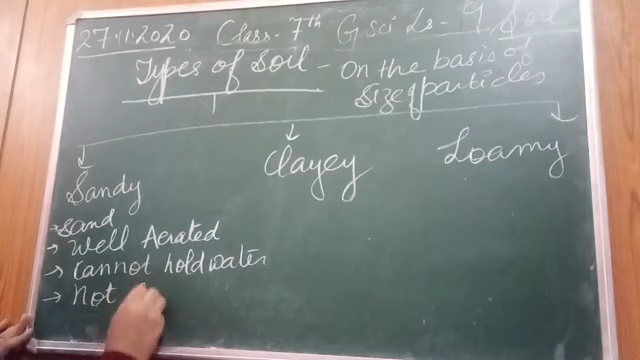 27.11.2020 Class- 7th G sci Ls- 9 Soil
Types of Soil - On the basis of
size of particles
Sandy
Clayey
Loamy
→ Sand
→ Well Aerated
→ Cannot hold water
→ Not